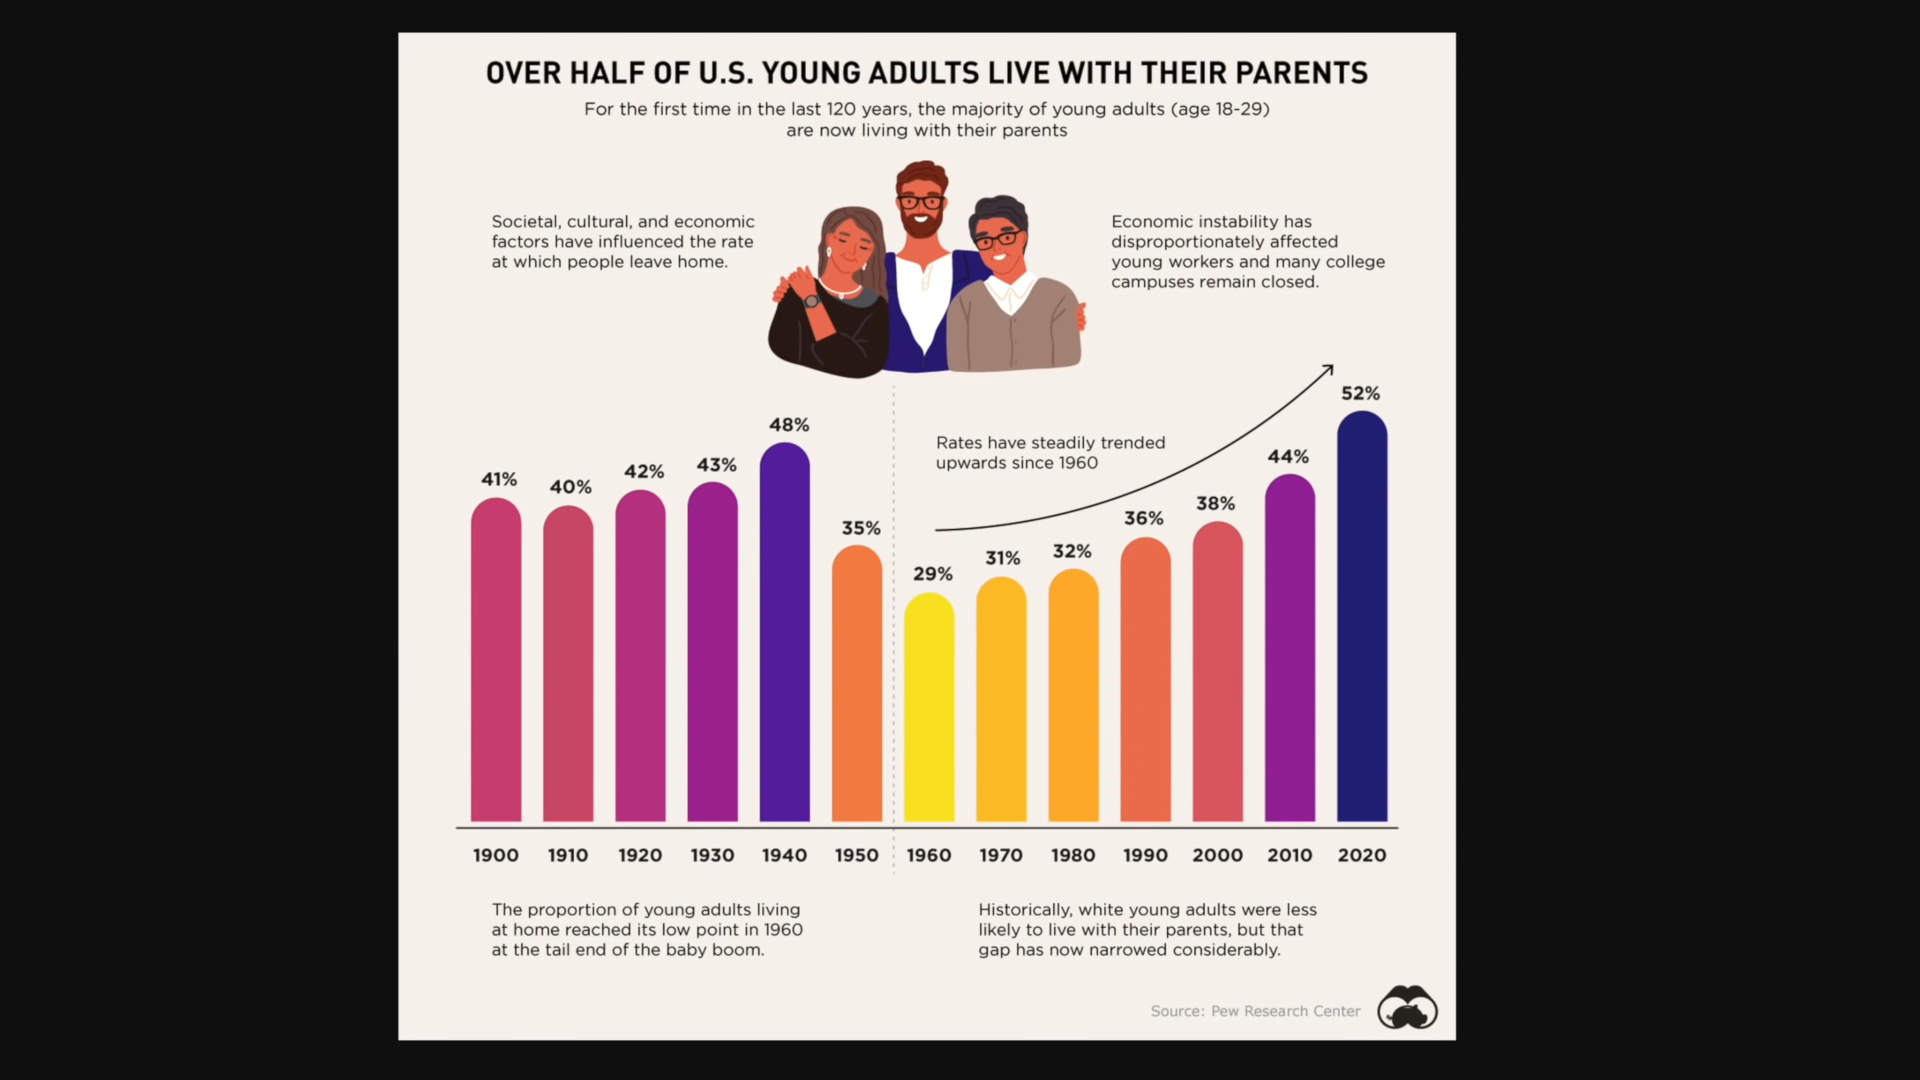 OVER HALF OF U.S. YOUNG ADULTS LIVE WITH THEIR PARENTS
For the first time in the last 120 years, the majority of young adults (age 18-29)
are now living with their parents
Societal, cultural, and economic
factors have influenced the rate
at which people leave home.
Economic instability has
disproportionately affected
young workers and many college
campuses remain closed.
Rates have steadily trended
upwards since 1960
41%
40%
42%
43%
48%
35%
29%
31%
32%
36%
38%
44%
52%
1900 1910 1920 1930 1940 1950 1960 1970 1980 1990 2000 2010 2020
The proportion of young adults living
at home reached its low point in 1960
at the tail end of the baby boom.
Historically, white young adults were less
likely to live with their parents, but that
gap has now narrowed considerably.
Source: Pew Research Center